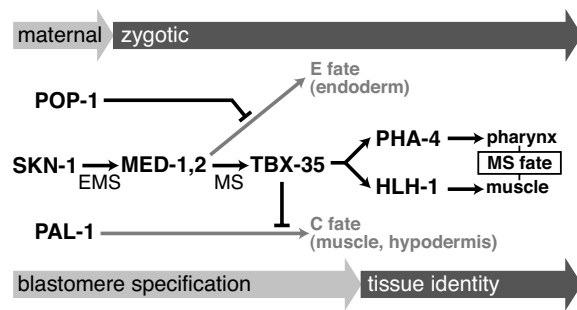 maternal zygotic
E fate
(endoderm)
POP-1
PHA-4 pharynx
SKN-1 MED-1,2 TBX-35 MS fate
EMS MS
HLH-1 muscle
PAL-1 C fate
(muscle, hypodermis)
blastomere specification tissue identity